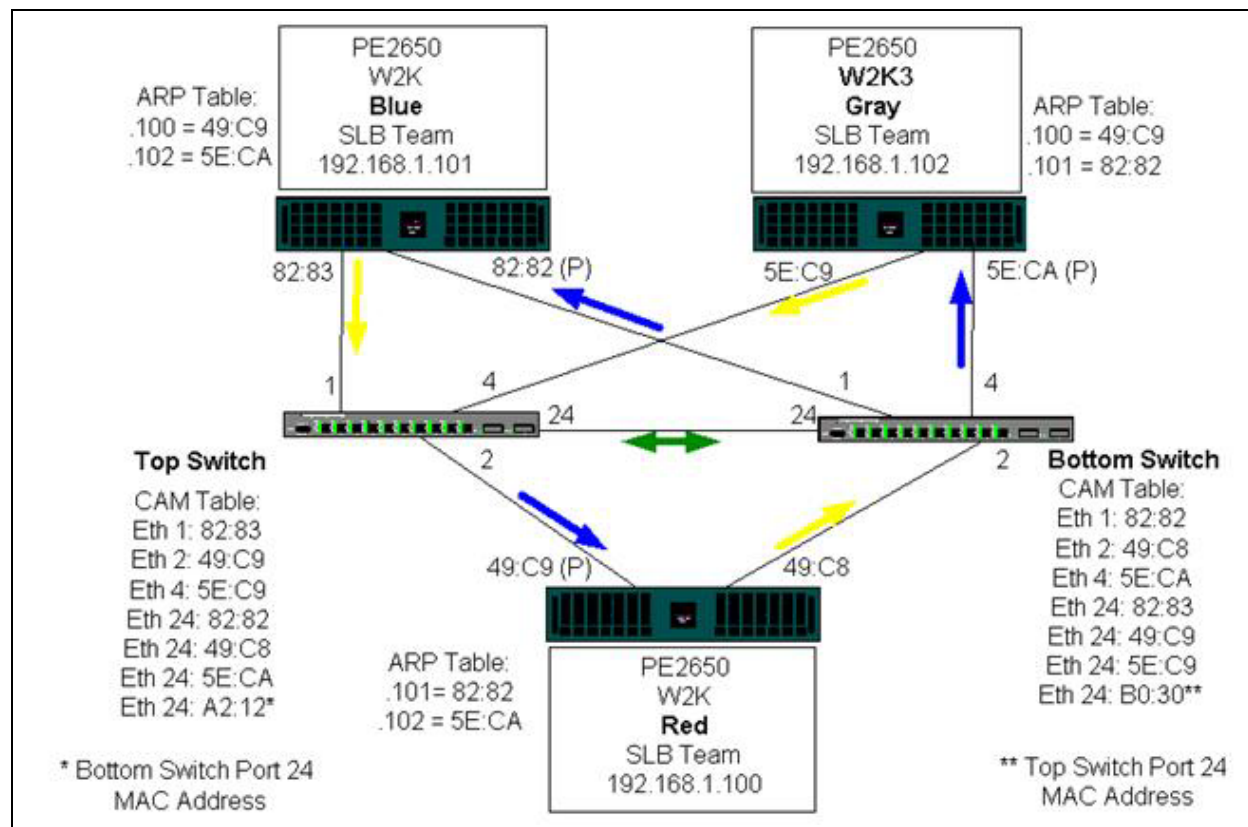 PE2650
W2K
Blue
SLB Team
192.168.1.101
ARP Table:
.100 = 49:C9
.102 = 5E:CA
PE2650
W2K3
Gray
SLB Team
192.168.1.102
ARP Table:
.100 = 49:C9
.101 = 82:82
82:83
82:82 (P)
5E:C9
5E:CA (P)
1
4
24
2
1
4
24
2
Top Switch
CAM Table:
Eth 1: 82:83
Eth 2: 49:C9
Eth 4: 5E:C9
Eth 24: 82:82
Eth 24: 49:C8
Eth 24: 5E:CA
Eth 24: A2:12*
* Bottom Switch Port 24
MAC Address
Bottom Switch
CAM Table:
Eth 1: 82:82
Eth 2: 49:C8
Eth 4: 5E:CA
Eth 24: 82:83
Eth 24: 49:C9
Eth 24: 5E:C9
Eth 24: B0:30**
** Top Switch Port 24
MAC Address
49:C9 (P)
49:C8
ARP Table:
.101= 82:82
.102 = 5E:CA
PE2650
W2K
Red
SLB Team
192.168.1.100